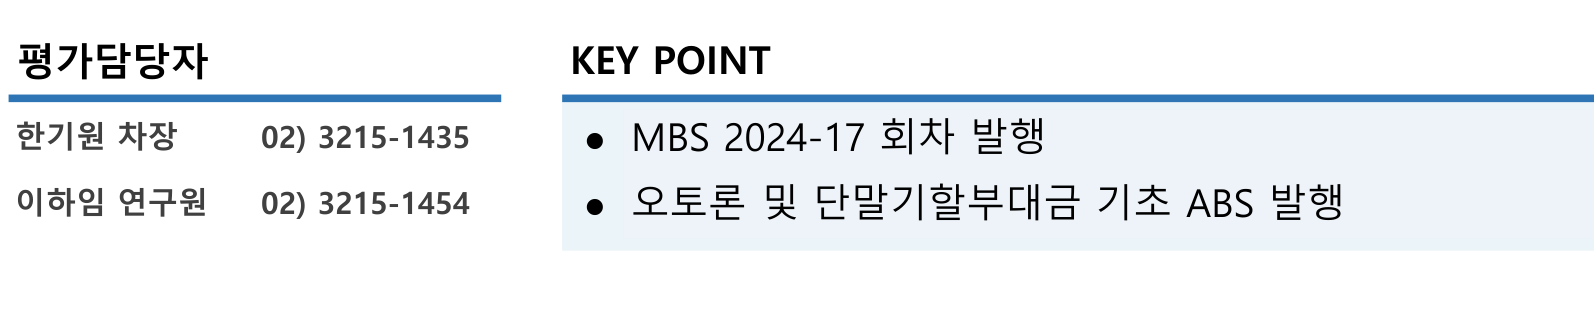 평가담당자
한기원 차장 02) 3215-1435
이하임 연구원 02) 3215-1454
KEY POINT
● MBS 2024-17 회차 발행
● 오토론 및 단말기할부대금 기초 ABS 발행